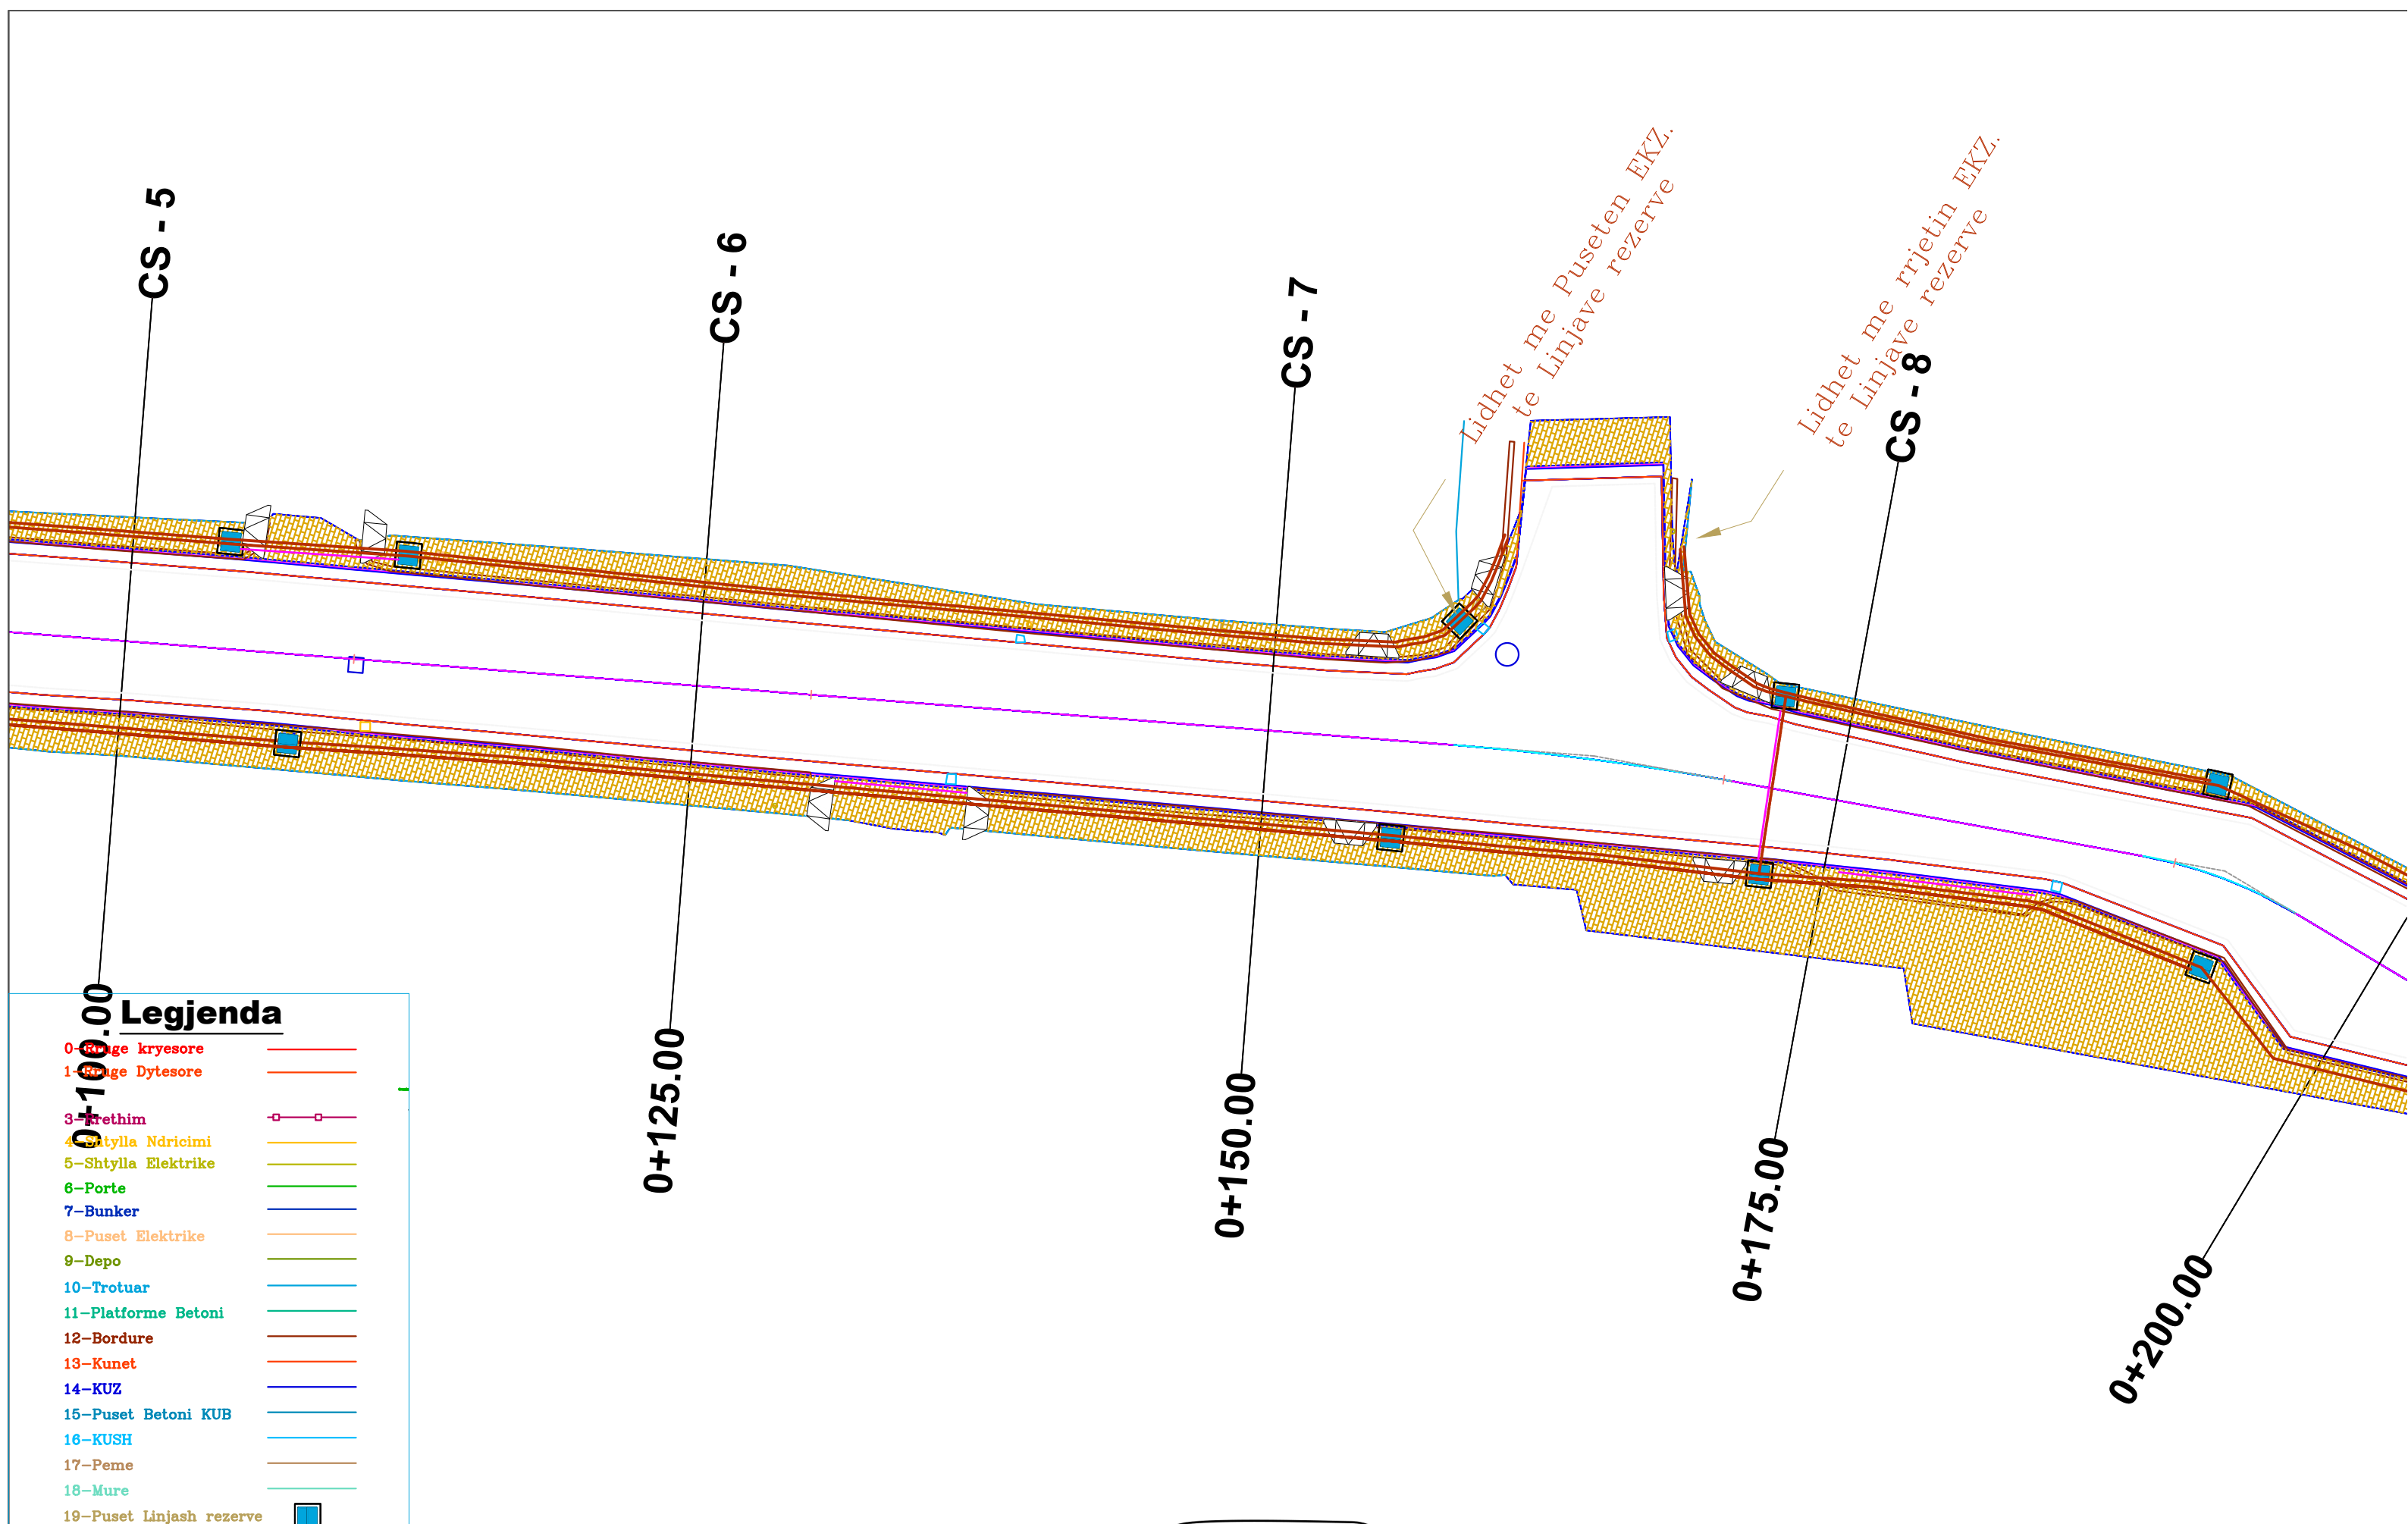 CS - 5
CS - 6
CS - 7
CS - 8
Lidhet me Puseten EKZ.
te Linjave rezerve
Lidhet me rrjetin EKZ.
te Linjave rezerve
0+100.00
0+125.00
0+150.00
0+175.00
0+200.00
Legjenda
0-Rruge kryesore
1-Rruge Dytesore
3-Rrethim
4-Shtylla Ndricimi
5-Shtylla Elektrike
6-Porte
7-Bunker
8-Puset Elektrike
9-Depo
10-Trotuar
11-Platforme Betoni
12-Bordure
13-Kunet
14-KUZ
15-Puset Betoni KUB
16-KUSH
17-Peme
18-Mure
19-Puset Linjash rezerve